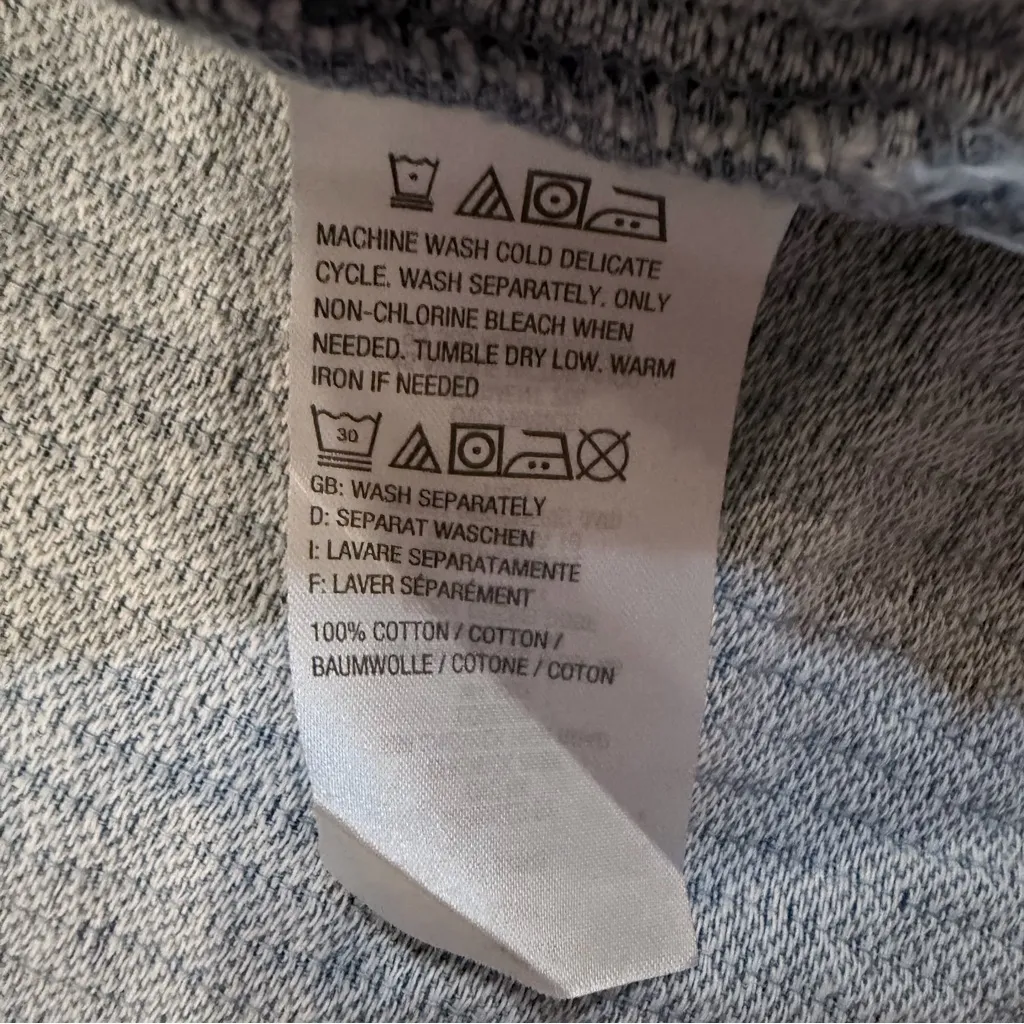 MACHINE WASH COLD DELICATE
CYCLE. WASH SEPARATELY. ONLY
NON-CHLORINE BLEACH WHEN
NEEDED. TUMBLE DRY LOW. WARM
IRON IF NEEDED
30
GB: WASH SEPARATELY
D: SEPARAT WASCHEN
I: LAVARE SEPARATAMENTE
F: LAVER SÉPARÉMENT
100% COTTON / COTTON /
BAUMWOLLE / COTONE / COTON